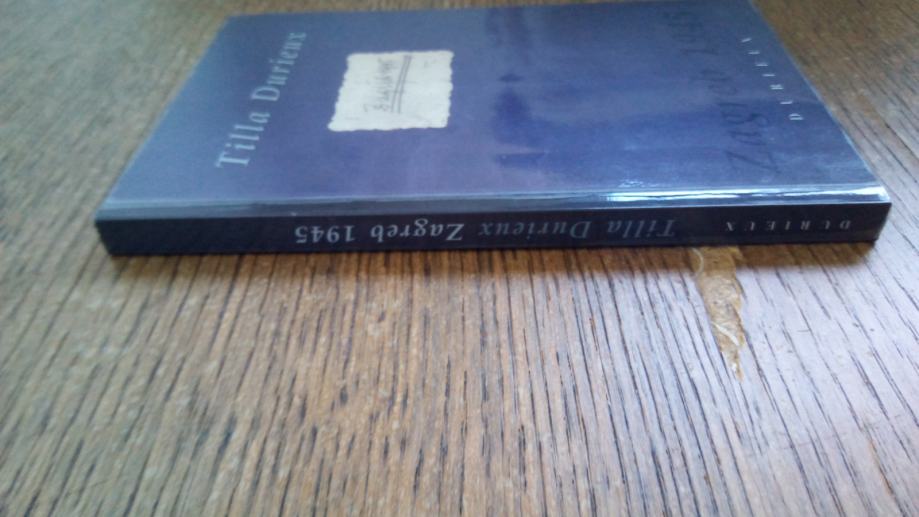 Tilla Durieux
Zagreb 1945
DURIEUX
Tilla Durieux Zagreb 1945
DURIEUX